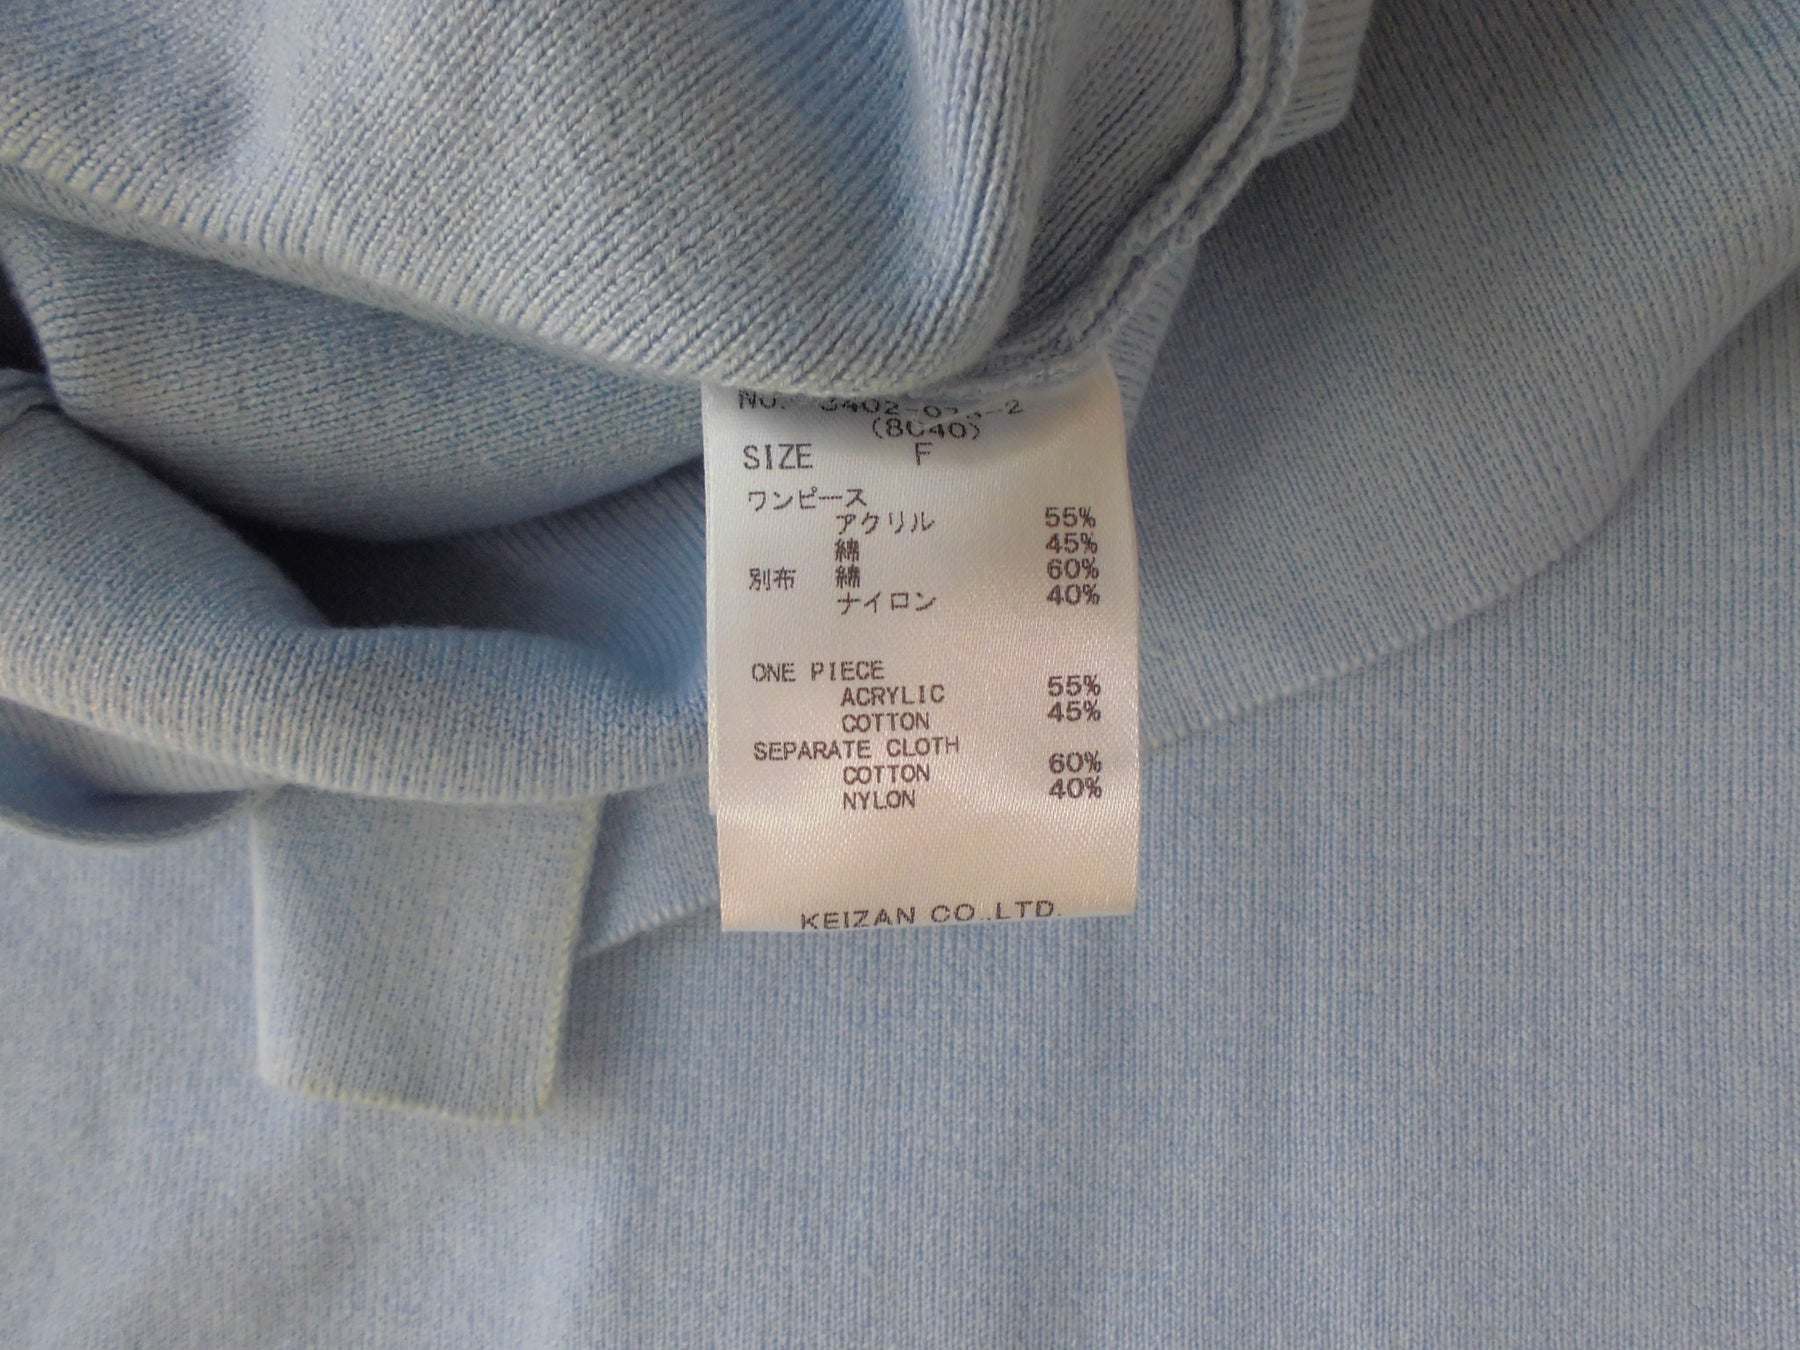 NO.
(8C40)
SIZE F
ワンピース
アクリル 55%
綿 45%
別布 綿 60%
ナイロン 40%
ONE PIECE
ACRYLIC 55%
COTTON 45%
SEPARATE CLOTH
COTTON 60%
NYLON 40%
KEIZAN CO.,LTD.